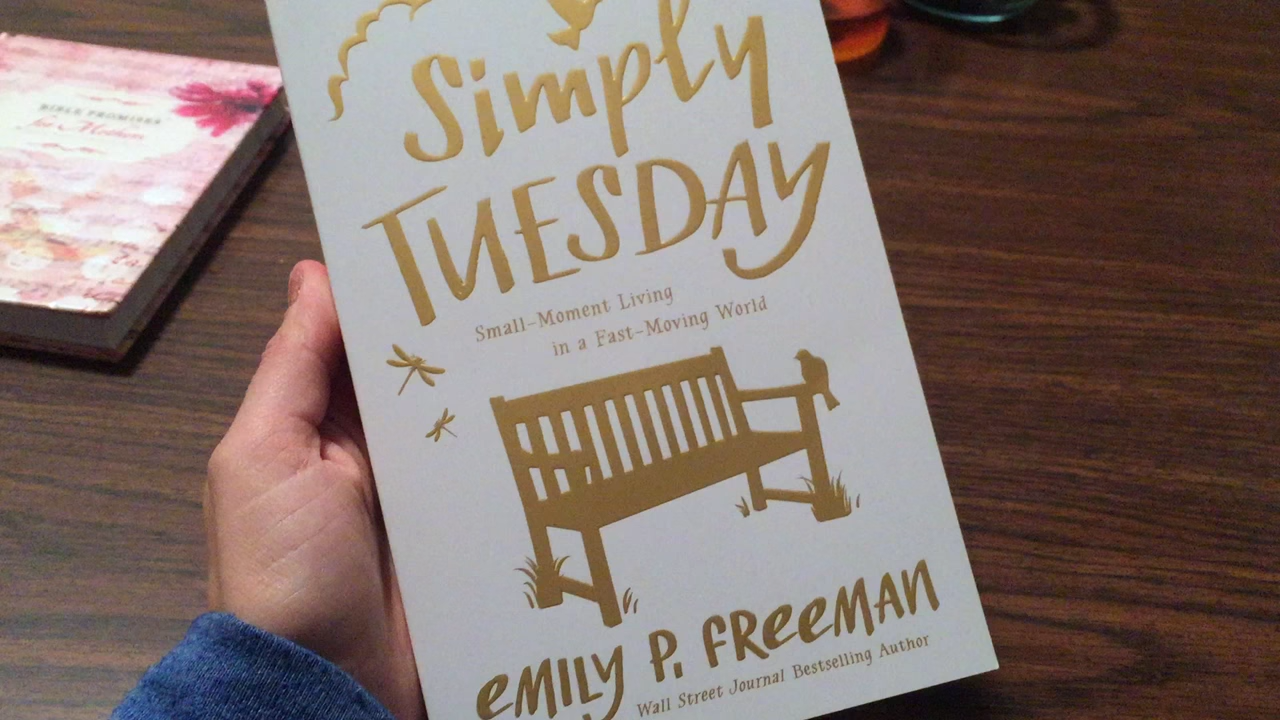 BIBLE PROMISES
for Mothers
Simply
TUESDAY
Small-Moment Living
in a Fast-Moving World
EMILY P. FREEMAN
Wall Street Journal Bestselling Author